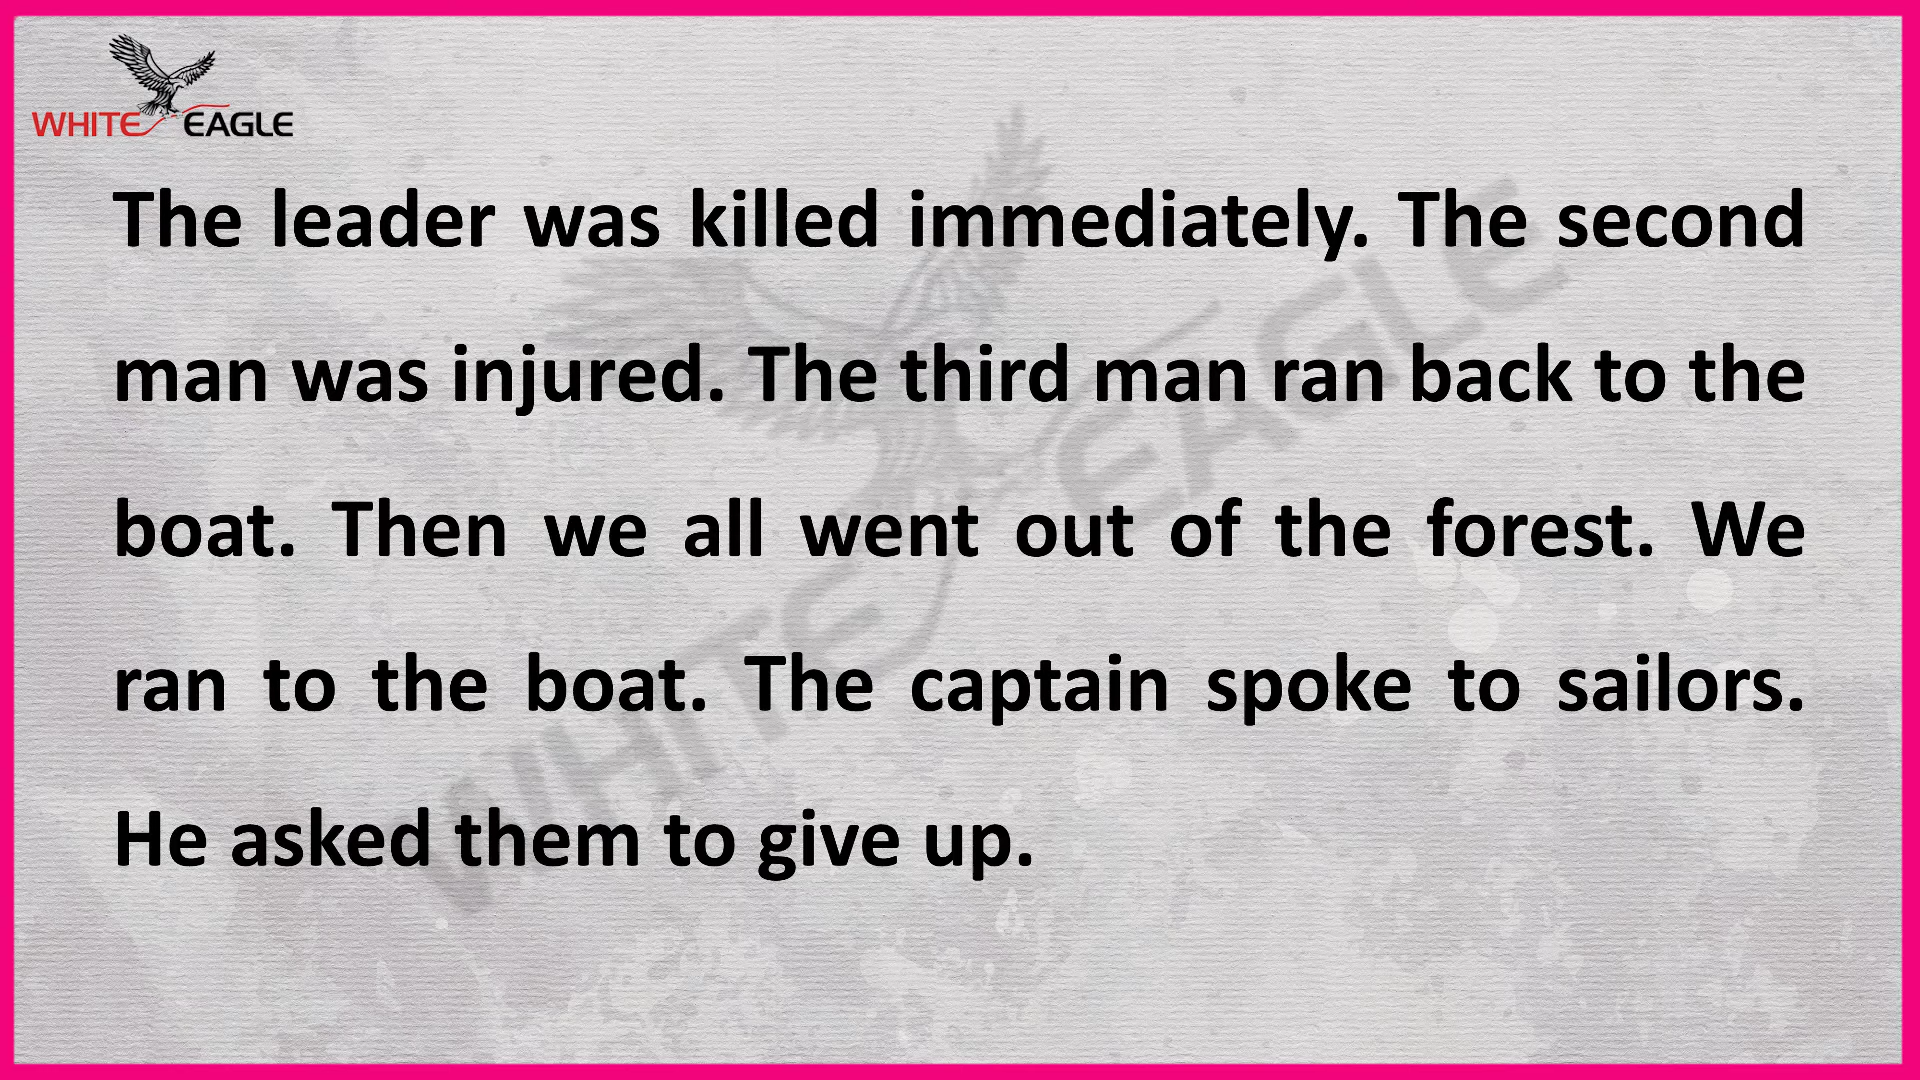 WHITE EAGLE
The leader was killed immediately. The second
man was injured. The third man ran back to the
boat. Then we all went out of the forest. We
ran to the boat. The captain spoke to sailors.
He asked them to give up.
WHITE EAGLE